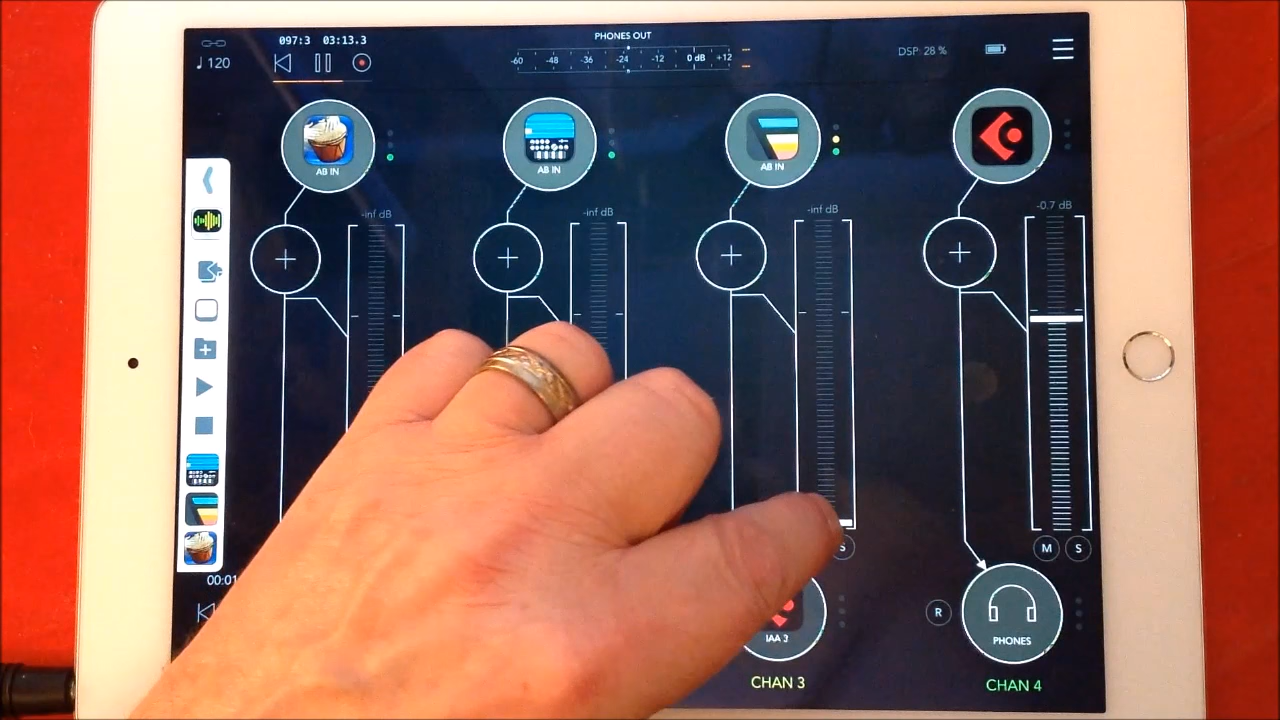 PHONES OUT
097:3 03:13.3
♩120
-60 -48 -36 -24 -12 0 dB +12
DSP: 28 %
AB IN
AB IN
AB IN
-inf dB
-inf dB
-inf dB
-0.7 dB
S
M S
00:01
R
IAA 3
PHONES
CHAN 3
CHAN 4